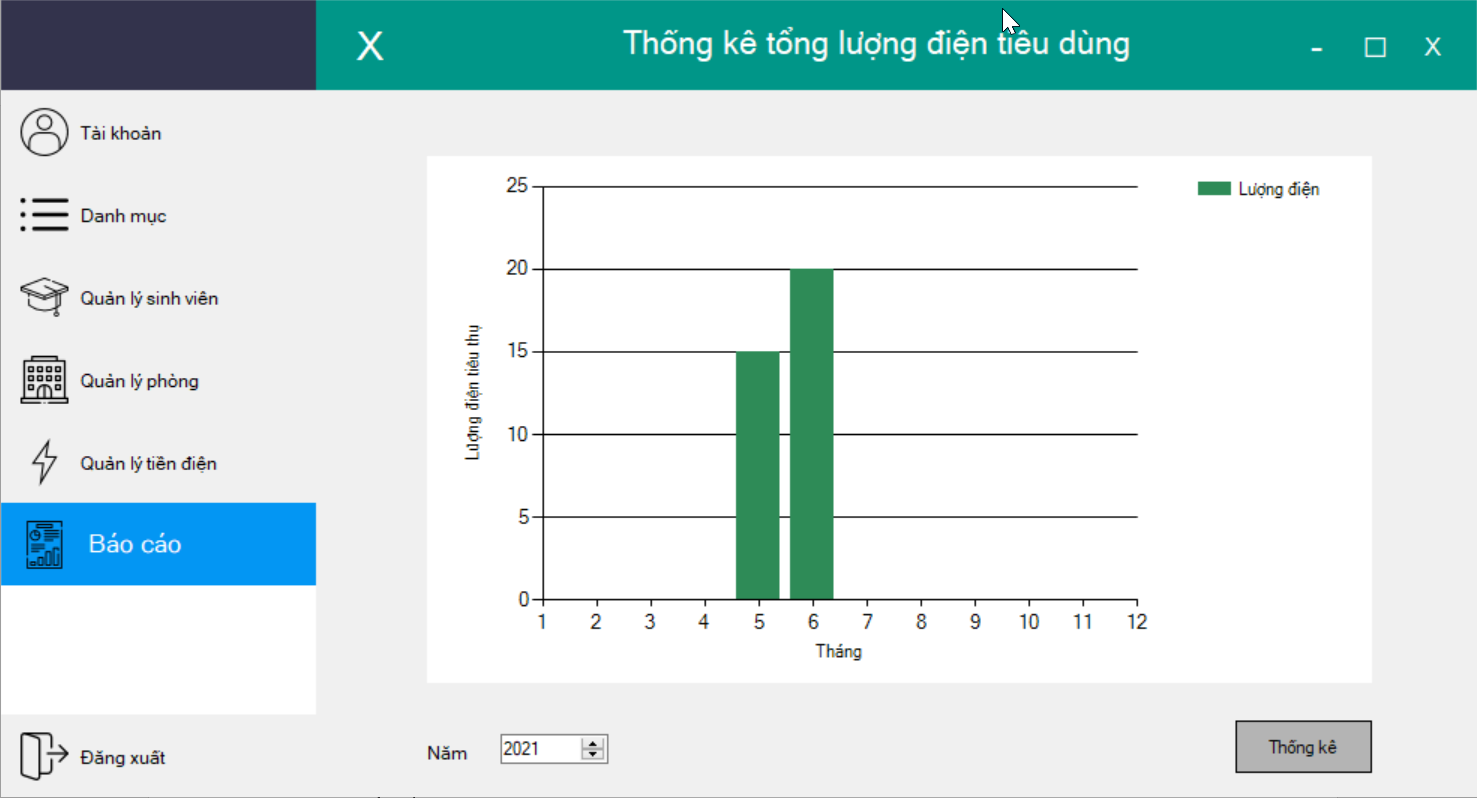 X
Thống kê tổng lượng điện tiêu dùng
- □ X
Tài khoản
Danh mục
Quản lý sinh viên
Quản lý phòng
Quản lý tiền điện
Báo cáo
Đăng xuất
25
20
15
10
5
0
Lượng điện tiêu thụ
1 2 3 4 5 6 7 8 9 10 11 12
Tháng
Lượng điện
Năm
2021
Thống kê